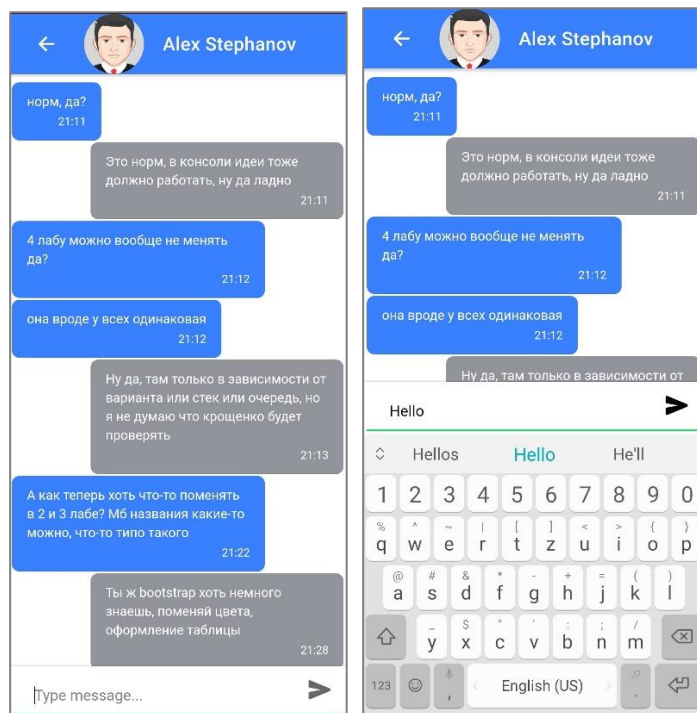 Alex Stephanov
норм, да?
21:11
Это норм, в консоли идеи тоже
должно работать, ну да ладно
21:11
4 лабу можно вообще не менять
да?
21:12
она вроде у всех одинаковая
21:12
Ну да, там только в зависимости от
варианта или стек или очередь, но
я не думаю что крощенко будет
проверять
21:13
А как теперь хоть что-то поменять
в 2 и 3 лабе? Мб названия какие-то
можно, что-то типо такого
21:22
Ты ж bootstrap хоть немного
знаешь, поменяй цвета,
оформление таблицы
21:28
Type message...
Alex Stephanov
норм, да?
21:11
Это норм, в консоли идеи тоже
должно работать, ну да ладно
21:11
4 лабу можно вообще не менять
да?
21:12
она вроде у всех одинаковая
21:12
Ну да, там только в зависимости от
Hello
Hellos Hello He'll
1 2 3 4 5 6 7 8 9 0
% ^ ~ | [ ] < > { }
q w e r t z u i o p
@ # & * - + = ( )
a s d f g h j k l
_ $ " ' : ; /
y x c v b n m
123 , English (US) .